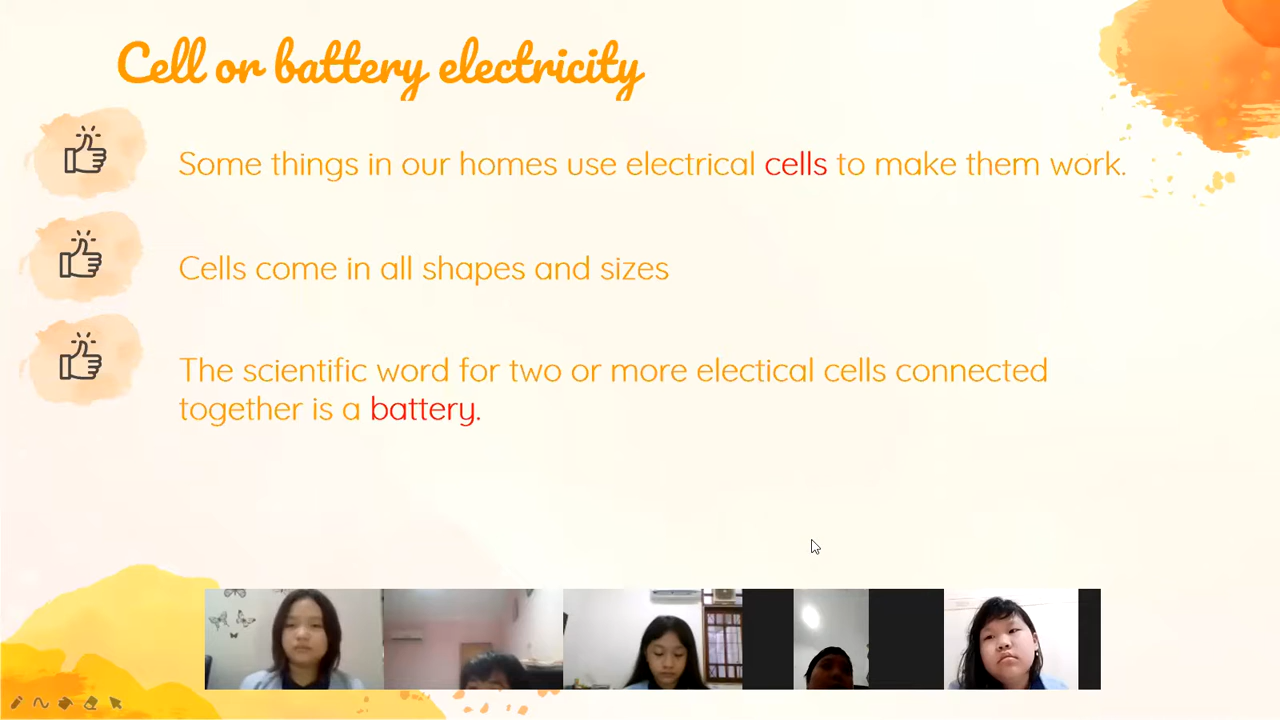 Cell or battery electricity
Some things in our homes use electrical cells to make them work.
Cells come in all shapes and sizes
The scientific word for two or more electical cells connected
together is a battery.